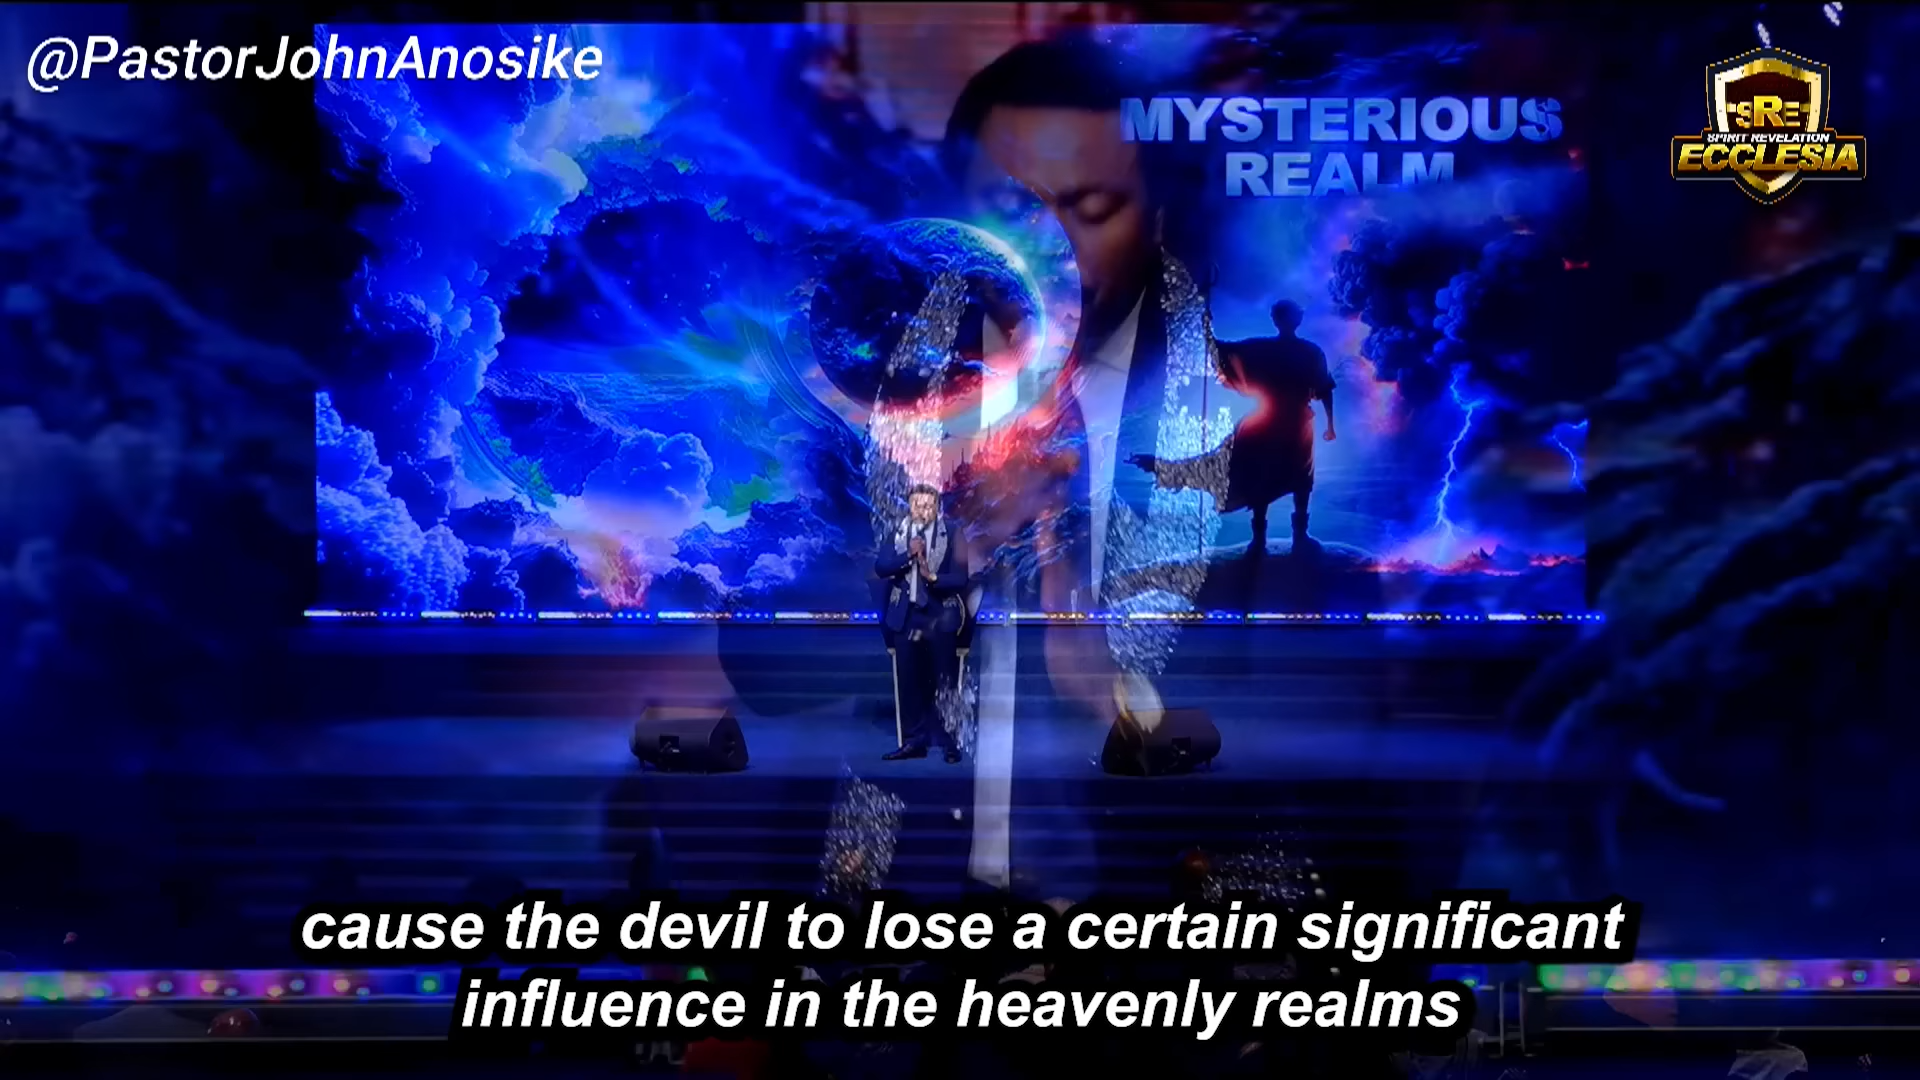 @PastorJohnAnosike
MYSTERIOUS
REALM
SRE
SPIRIT REVELATION
ECCLESIA
cause the devil to lose a certain significant
influence in the heavenly realms